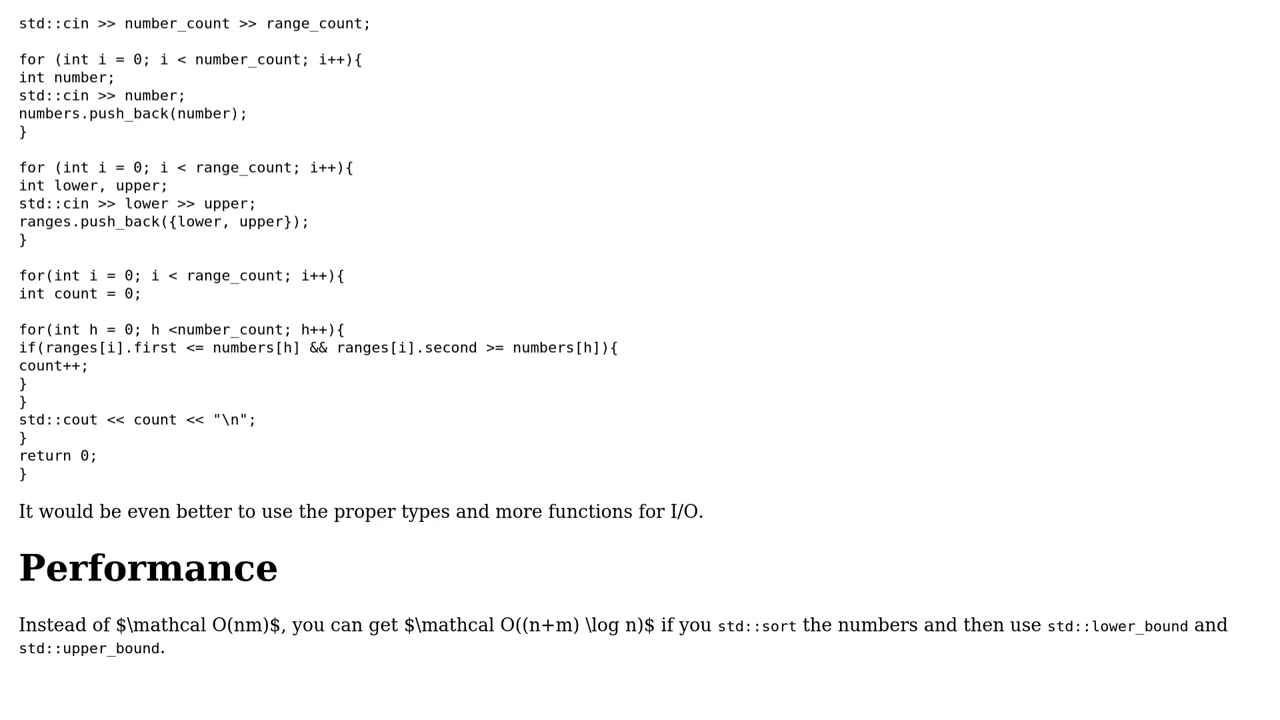 std::cin >> number_count >> range_count;
for (int i = 0; i < number_count; i++){
int number;
std::cin >> number;
numbers.push_back(number);
}
for (int i = 0; i < range_count; i++){
int lower, upper;
std::cin >> lower >> upper;
ranges.push_back({lower, upper});
}
for(int i = 0; i < range_count; i++){
int count = 0;
for(int h = 0; h <number_count; h++){
if(ranges[i].first <= numbers[h] && ranges[i].second >= numbers[h]){
count++;
}
}
std::cout << count << "\n";
}
return 0;
}
It would be even better to use the proper types and more functions for I/O.
Performance
Instead of $\mathcal O(nm)$, you can get $\mathcal O((n+m) \log n)$ if you std::sort the numbers and then use std::lower_bound and
std::upper_bound.